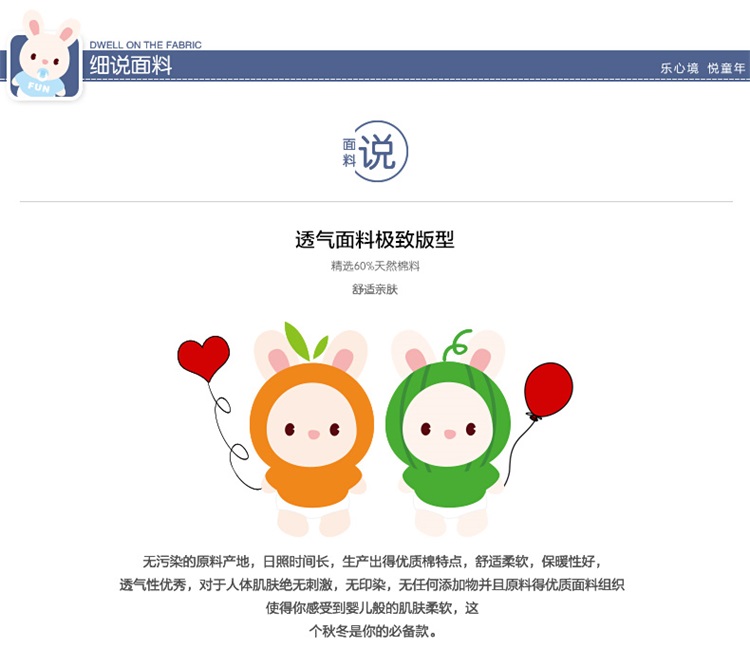 DWELL ON THE FABRIC
细说面料
乐心境 悦童年
FUN
面料
说
透气面料极致版型
精选60%天然棉料
舒适亲肤
无污染的原料产地，日照时间长，生产出得优质棉特点，舒适柔软，保暖性好，
透气性优秀，对于人体肌肤绝无刺激，无印染，无任何添加物并且原料得优质面料组织
使得你感受到婴儿般的肌肤柔软，这
个秋冬是你的必备款。